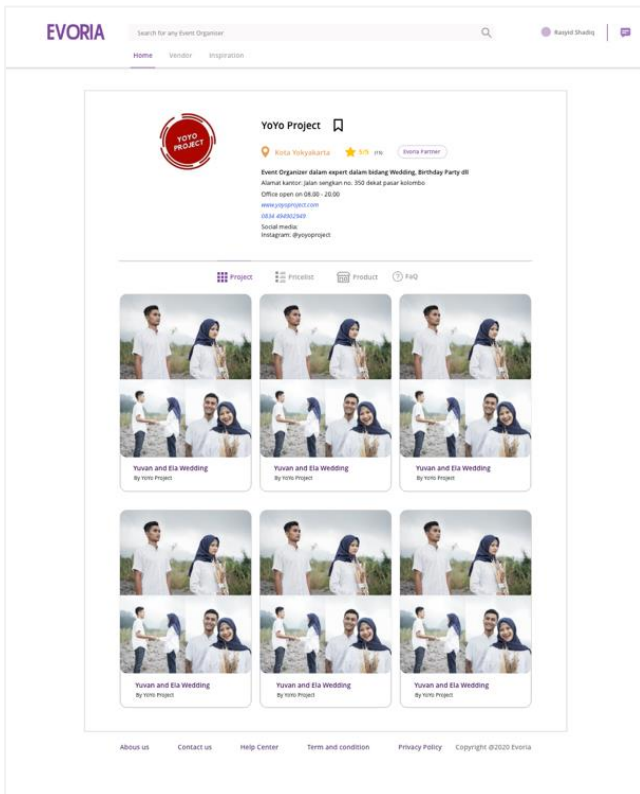 EVORIA
Search for any Event Organizer
Rasyid Shadiq
Home Vendor Inspiration
YOYO
PROJECT
YoYo Project
Kota Yokyakarta 5/5 Evoria Partner
Event Organizer dalam expert dalam bidang Wedding, Birthday Party dll
Alamat kantor: Jalan sengkan no. 350 dekat pasar kolombo
Office open on 08.00 - 20.00
www.yoyoproject.com
0834 494902949
Social media:
Instagram: @yoyoproject
Project Pricelist Product FaQ
Yuvan and Ela Wedding Yuvan and Ela Wedding Yuvan and Ela Wedding
By YoYo Project By YoYo Project By YoYo Project
Yuvan and Ela Wedding Yuvan and Ela Wedding Yuvan and Ela Wedding
By YoYo Project By YoYo Project By YoYo Project
Abous us Contact us Help Center Term and condition Privacy Policy Copyright @2020 Evoria